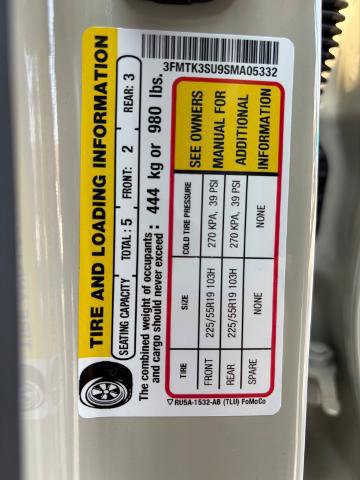 3FMTK3SU9SMA05332
TIRE AND LOADING INFORMATION
SEATING CAPACITY TOTAL: 5 FRONT: 2 REAR: 3
The combined weight of occupants and cargo should never exceed: 444 kg or 980 lbs.
TIRE SIZE COLD TIRE PRESSURE SEE OWNERS
FRONT 225/55R19 103H 270 KPA, 39 PSI MANUAL FOR
REAR 225/55R19 103H 270 KPA, 39 PSI ADDITIONAL
SPARE NONE NONE INFORMATION
▽ RU5A-1532-AB (TLU) FoMoCo